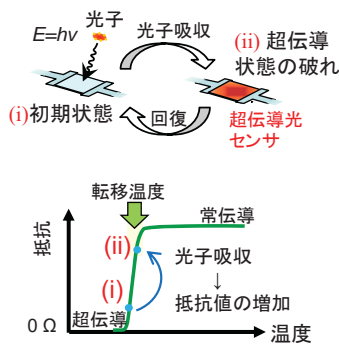 光子
E=hν
光子吸収
(ii) 超伝導
状態の破れ
(i)初期状態
回復
超伝導光
センサ
転移温度
常伝導
抵抗
(ii)
光子吸収
↓
抵抗値の増加
(i)
0 Ω
超伝導
温度